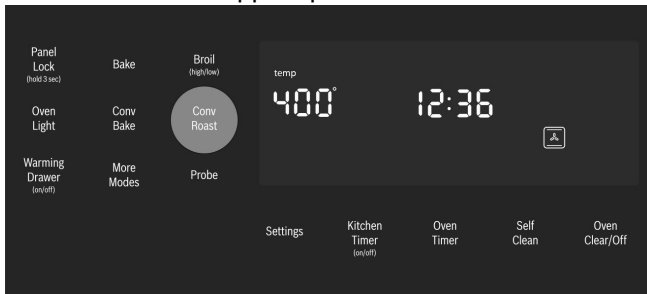 Panel
Lock
(hold 3 sec)
Bake
Broil
(high/low)
Oven
Light
Conv
Bake
Conv
Roast
Warming
Drawer
(on/off)
More
Modes
Probe
temp
400°
12:36
Settings
Kitchen
Timer
(on/off)
Oven
Timer
Self
Clean
Oven
Clear/Off